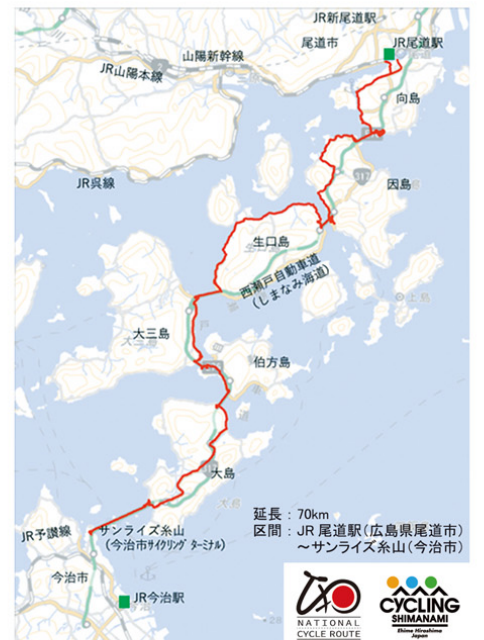 JR新尾道駅
尾道市
JR尾道駅
山陽新幹線
JR山陽本線
向島
JR呉線
317
因島
生口島
西瀬戸自動車道
(しまなみ海道)
大三島
伯方島
大島
延長：70km
区間：JR 尾道駅(広島県尾道市)
～サンライズ糸山(今治市)
JR予讃線
サンライズ糸山
(今治市サイクリング ターミナル)
今治市
JR今治駅
NATIONAL
CYCLE ROUTE
CYCLING
SHIMANAMI
Ehime Hiroshima
Japan